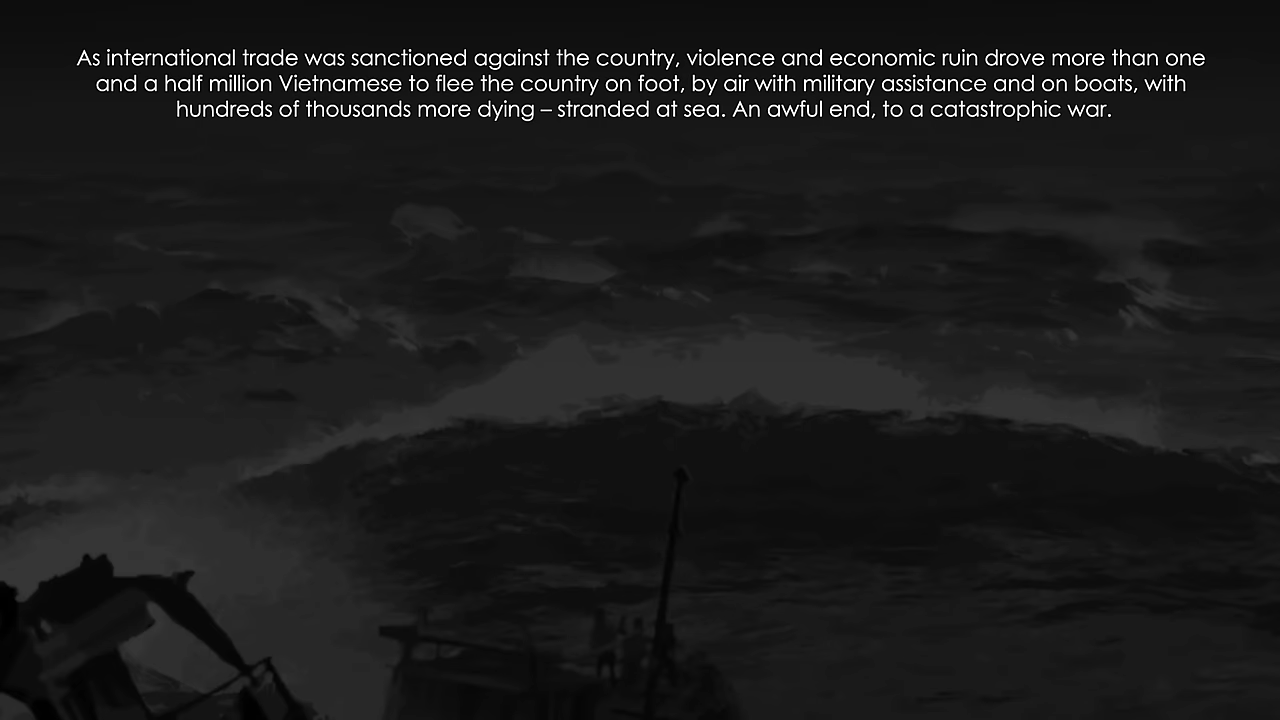 As international trade was sanctioned against the country, violence and economic ruin drove more than one
and a half million Vietnamese to flee the country on foot, by air with military assistance and on boats, with
hundreds of thousands more dying – stranded at sea. An awful end, to a catastrophic war.